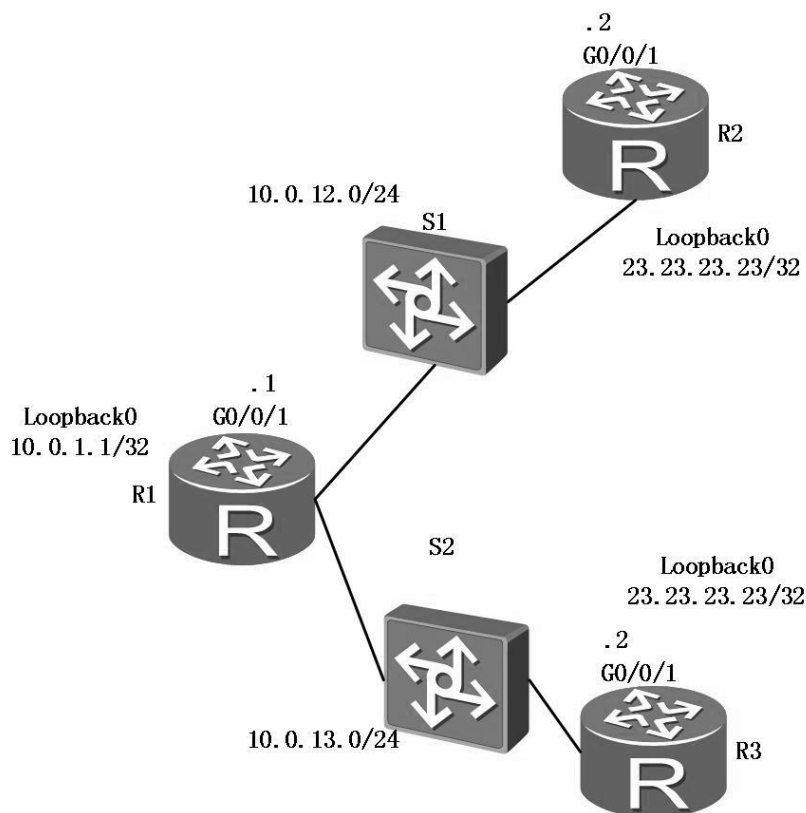 .2
G0/0/1
R
R2
10.0.12.0/24
S1
Loopback0
23.23.23.23/32
.1
G0/0/1
Loopback0
10.0.1.1/32
R1
R
S2
Loopback0
23.23.23.23/32
.2
G0/0/1
10.0.13.0/24
R3
R